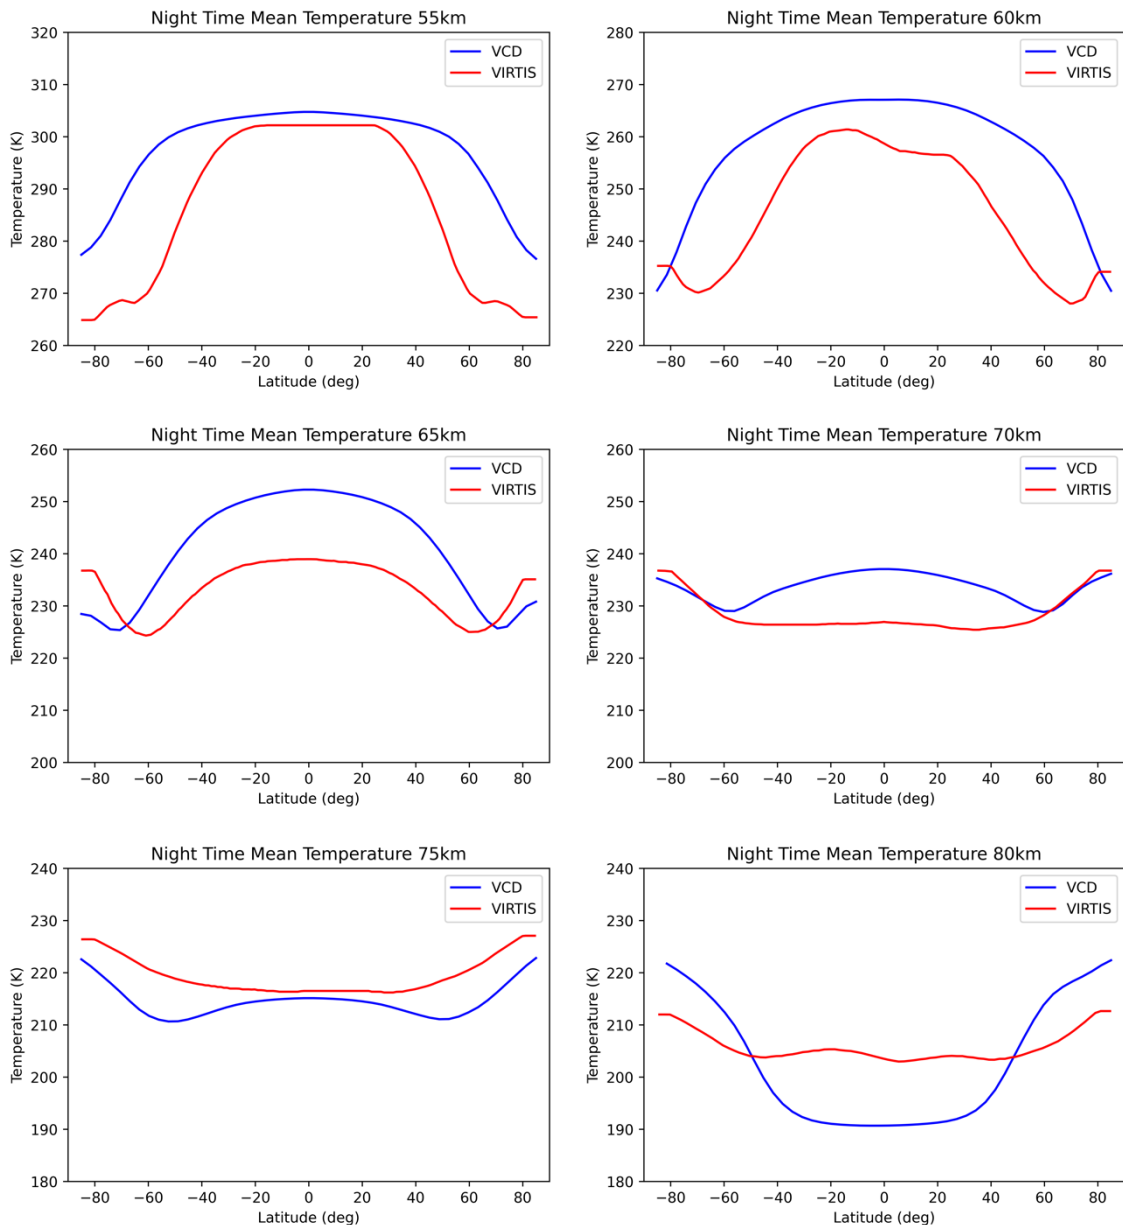 Night Time Mean Temperature 55km
Temperature (K)
320
310
300
290
280
270
260
VCD
VIRTIS
−80 −60 −40 −20 0 20 40 60 80
Latitude (deg)
Night Time Mean Temperature 60km
Temperature (K)
280
270
260
250
240
230
220
VCD
VIRTIS
−80 −60 −40 −20 0 20 40 60 80
Latitude (deg)
Night Time Mean Temperature 65km
Temperature (K)
260
250
240
230
220
210
200
VCD
VIRTIS
−80 −60 −40 −20 0 20 40 60 80
Latitude (deg)
Night Time Mean Temperature 70km
Temperature (K)
260
250
240
230
220
210
200
VCD
VIRTIS
−80 −60 −40 −20 0 20 40 60 80
Latitude (deg)
Night Time Mean Temperature 75km
Temperature (K)
240
230
220
210
200
190
180
VCD
VIRTIS
−80 −60 −40 −20 0 20 40 60 80
Latitude (deg)
Night Time Mean Temperature 80km
Temperature (K)
240
230
220
210
200
190
180
VCD
VIRTIS
−80 −60 −40 −20 0 20 40 60 80
Latitude (deg)